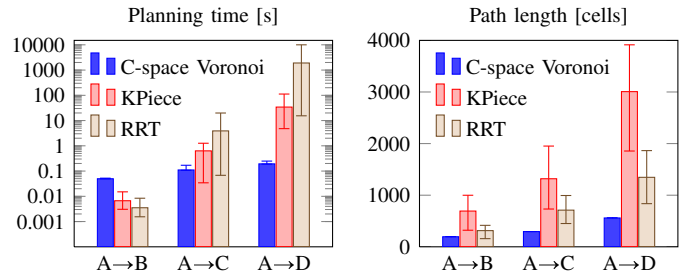 Planning time [s]
10000
1000
100
10
1
0.1
0.01
0.001
C-space Voronoi
KPiece
RRT
A→B A→C A→D
Path length [cells]
4000
3000
2000
1000
0
C-space Voronoi
KPiece
RRT
A→B A→C A→D